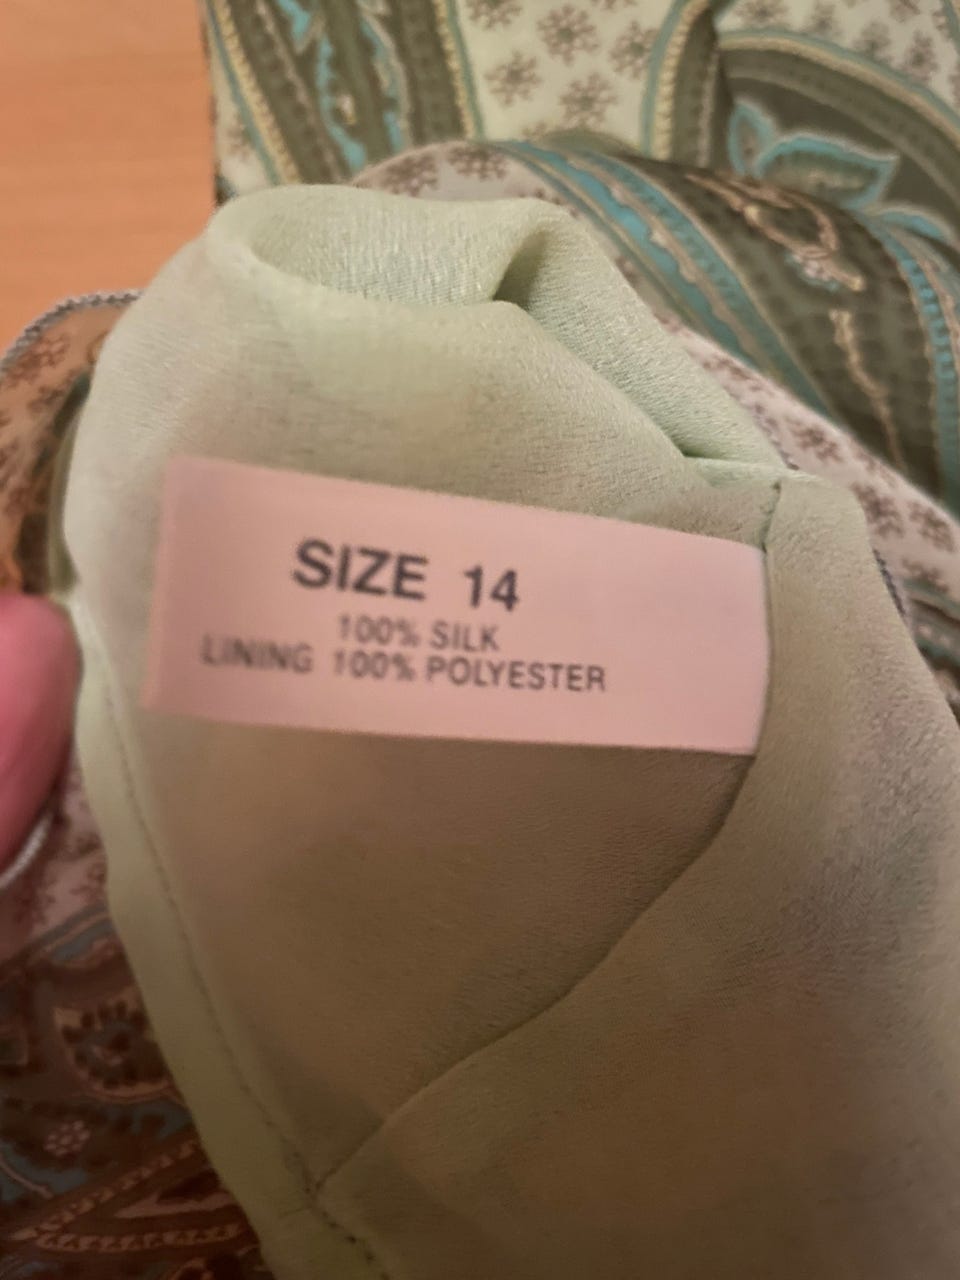 SIZE 14
100% SILK
LINING 100% POLYESTER